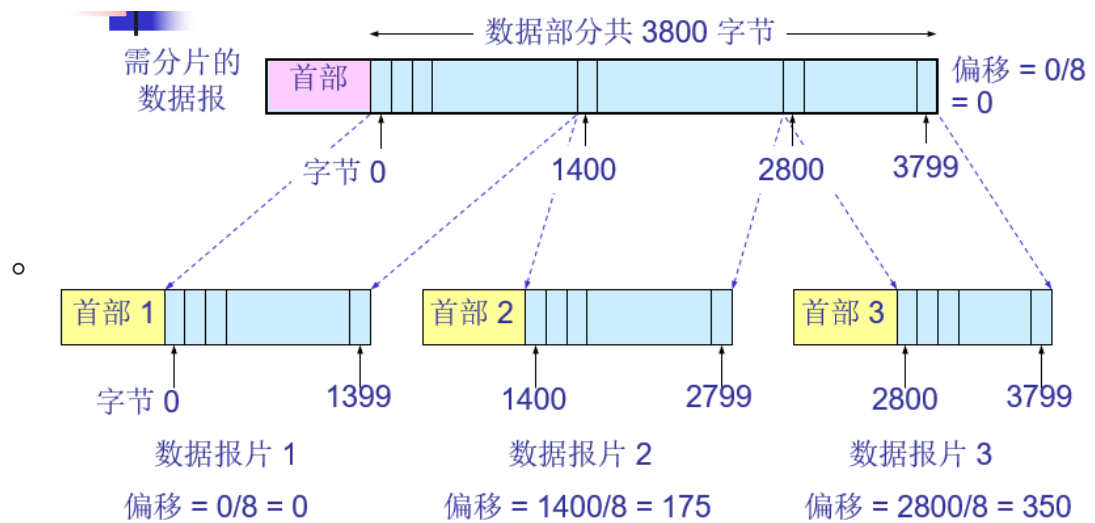 数据部分共 3800 字节
需分片的
数据报
首部
偏移 = 0/8
= 0
字节 0
1400
2800
3799
首部 1
首部 2
首部 3
字节 0
1399
1400
2799
2800
3799
数据报片 1
数据报片 2
数据报片 3
偏移 = 0/8 = 0
偏移 = 1400/8 = 175
偏移 = 2800/8 = 350